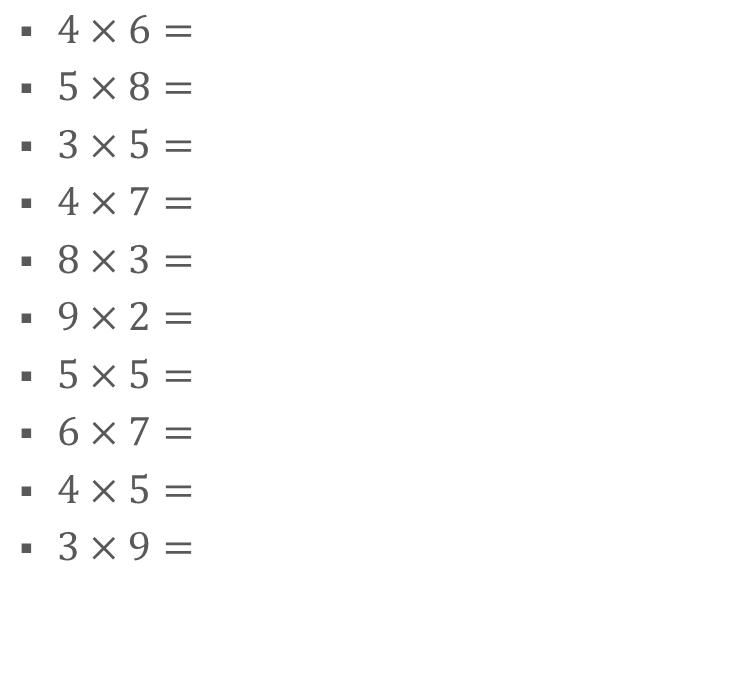 ▪ 4 × 6 =
▪ 5 × 8 =
▪ 3 × 5 =
▪ 4 × 7 =
▪ 8 × 3 =
▪ 9 × 2 =
▪ 5 × 5 =
▪ 6 × 7 =
▪ 4 × 5 =
▪ 3 × 9 =